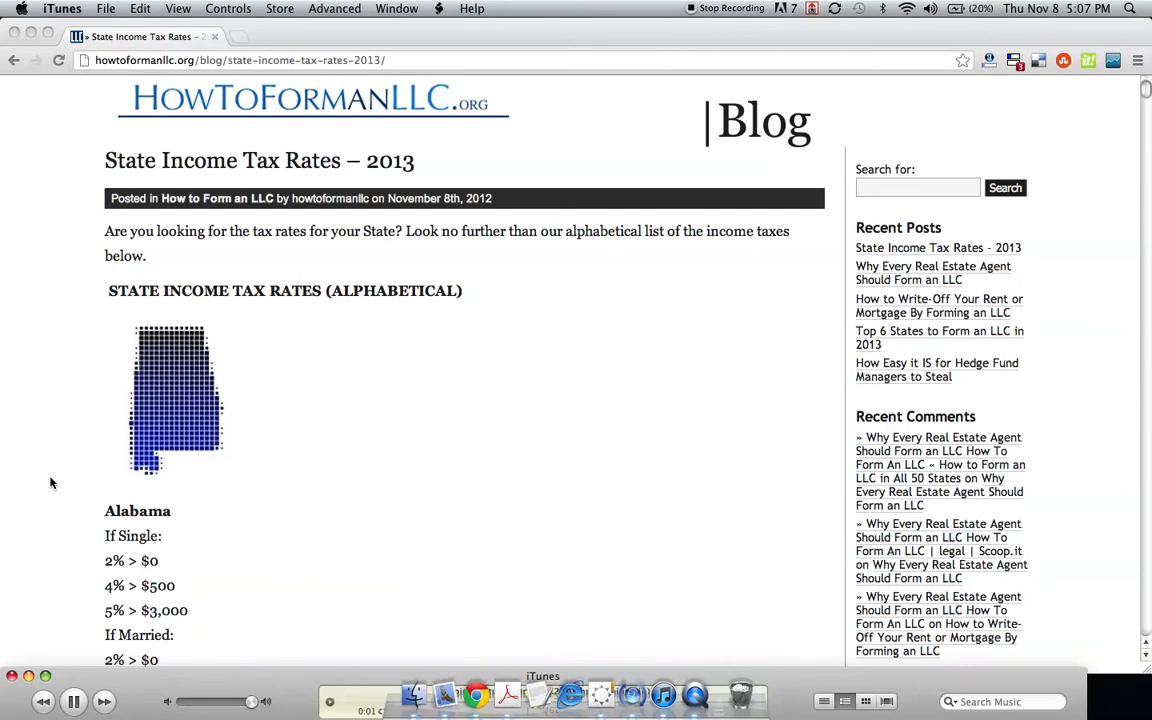 iTunes File Edit View Controls Store Advanced Window Help Stop Recording 7 (20%) Thu Nov 8 5:07 PM
» State Income Tax Rates – 2
howtoformanllc.org/blog/state-income-tax-rates-2013/
HowToFormanLLC.org
|Blog
State Income Tax Rates – 2013
Posted in How to Form an LLC by howtoformanllc on November 8th, 2012
Are you looking for the tax rates for your State? Look no further than our alphabetical list of the income taxes
below.
STATE INCOME TAX RATES (ALPHABETICAL)
Alabama
If Single:
2% > $0
4% > $500
5% > $3,000
If Married:
2% > $0
Search for:
Search
Recent Posts
State Income Tax Rates - 2013
Why Every Real Estate Agent
Should Form an LLC
How to Write-Off Your Rent or
Mortgage By Forming an LLC
Top 6 States to Form an LLC in
2013
How Easy it IS for Hedge Fund
Managers to Steal
Recent Comments
» Why Every Real Estate Agent
Should Form an LLC How To
Form An LLC « How to Form an
LLC in All 50 States on Why
Every Real Estate Agent Should
Form an LLC
» Why Every Real Estate Agent
Should Form an LLC How To
Form An LLC | legal | Scoop.it
on Why Every Real Estate Agent
Should Form an LLC
» Why Every Real Estate Agent
Should Form an LLC How To
Form An LLC on How to Write-
Off Your Rent or Mortgage By
Forming an LLC
iTunes
0:01
Search Music